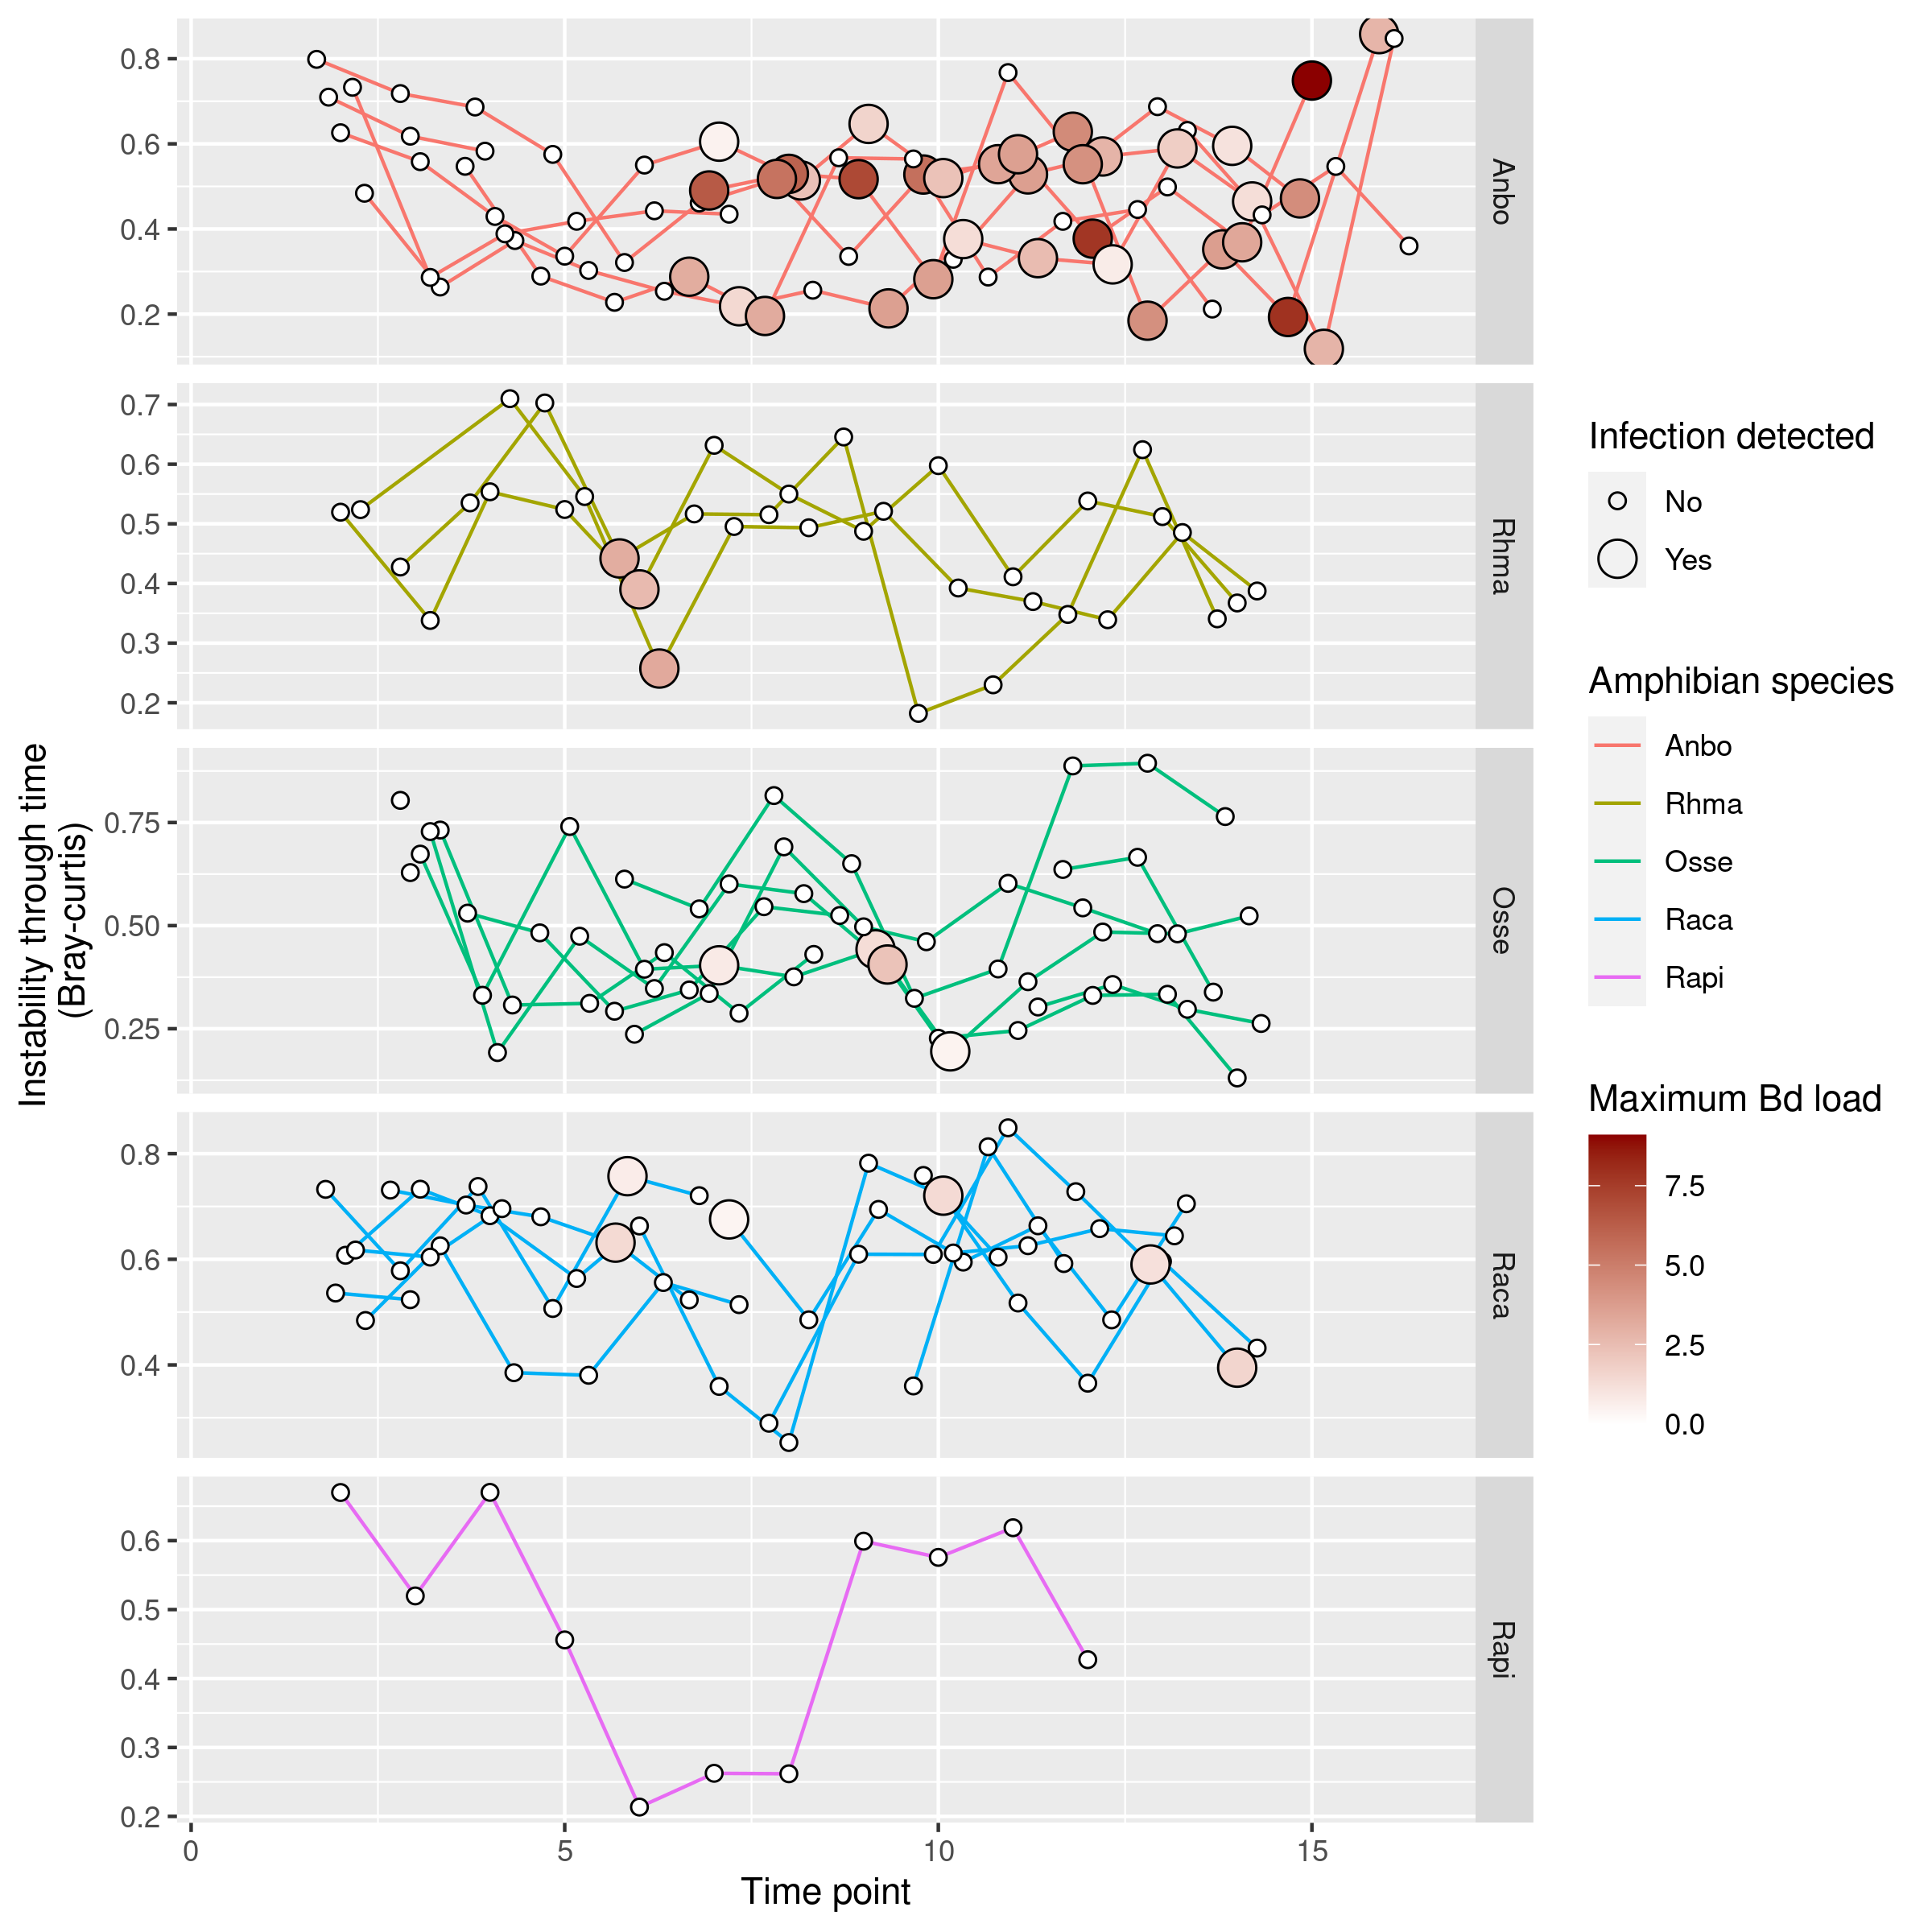 0.8
0.6
0.4
0.2
Anbo
0.7
0.6
0.5
0.4
0.3
0.2
Rhma
0.75
0.50
0.25
Osse
0.8
0.6
0.4
Raca
0.6
0.5
0.4
0.3
0.2
Rapi
0 5 10 15
Time point
Instability through time
(Bray-curtis)
Infection detected
No
Yes
Amphibian species
Anbo
Rhma
Osse
Raca
Rapi
Maximum Bd load
7.5
5.0
2.5
0.0